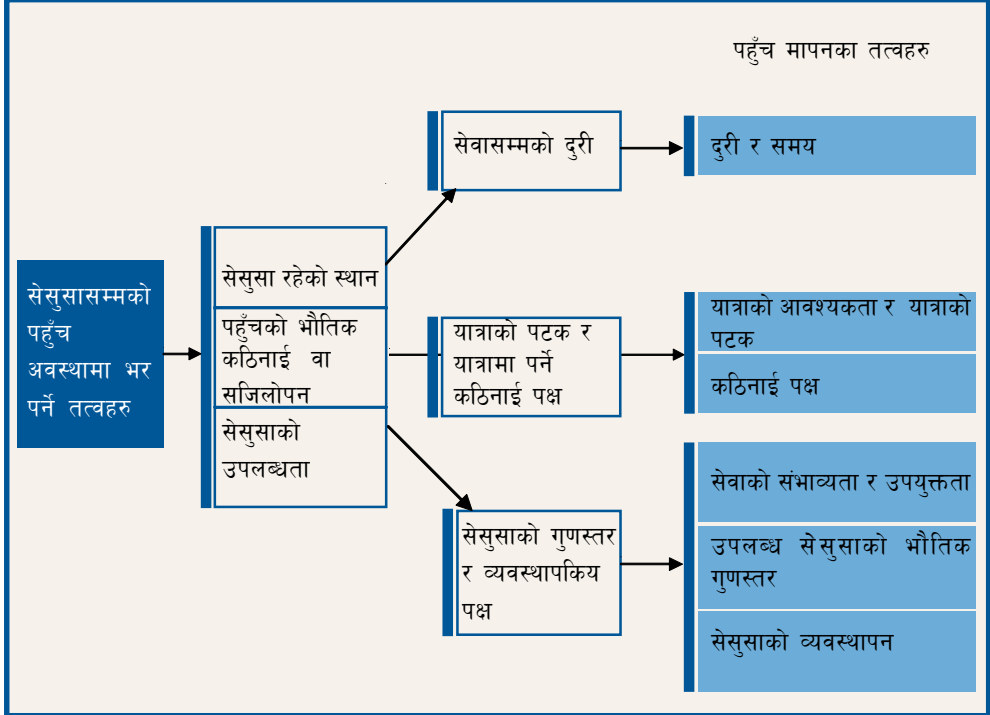 पहुँच मापनका तत्वहरु
सेवासम्मको दुरी
दुरी र समय
सेसुसासम्मको
पहुँच
अवस्थामा भर
पर्ने तत्वहरु
सेसुसा रहेको स्थान
पहुँचको भौतिक
कठिनाई वा
सजिलोपन
सेसुसाको
उपलब्धता
यात्राको पटक र
यात्रामा पर्ने
कठिनाई पक्ष
यात्राको आवश्यकता र यात्राको
पटक
कठिनाई पक्ष
सेसुसाको गुणस्तर
र व्यवस्थापकिय
पक्ष
सेवाको संभाव्यता र उपयुक्तता
उपलब्ध सेसुसाको भौतिक
गुणस्तर
सेसुसाको व्यवस्थापन